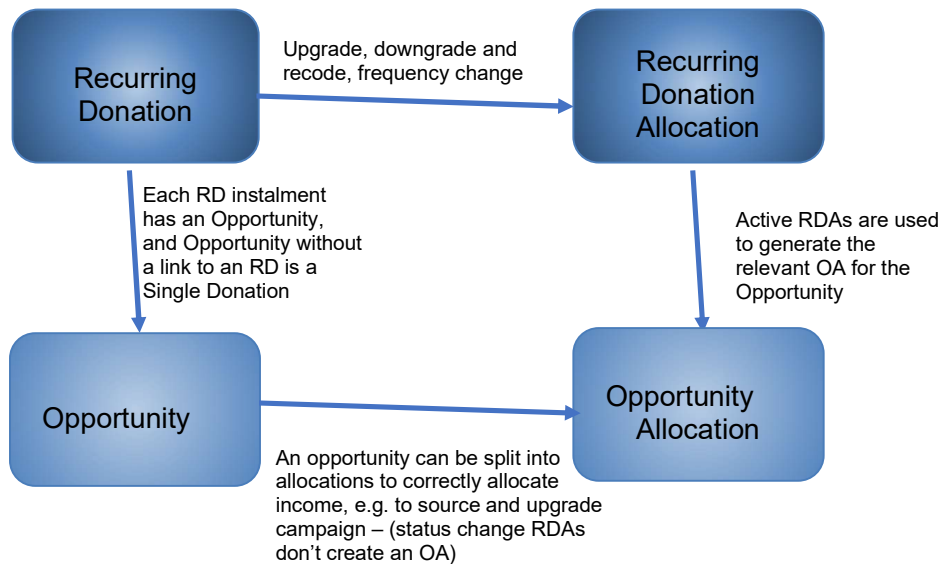 Recurring
Donation
Upgrade, downgrade and
recode, frequency change
Recurring
Donation
Allocation
Each RD instalment
has an Opportunity,
and Opportunity without
a link to an RD is a
Single Donation
Active RDAs are used
to generate the
relevant OA for the
Opportunity
Opportunity
Opportunity
Allocation
An opportunity can be split into
allocations to correctly allocate
income, e.g. to source and upgrade
campaign – (status change RDAs
don’t create an OA)